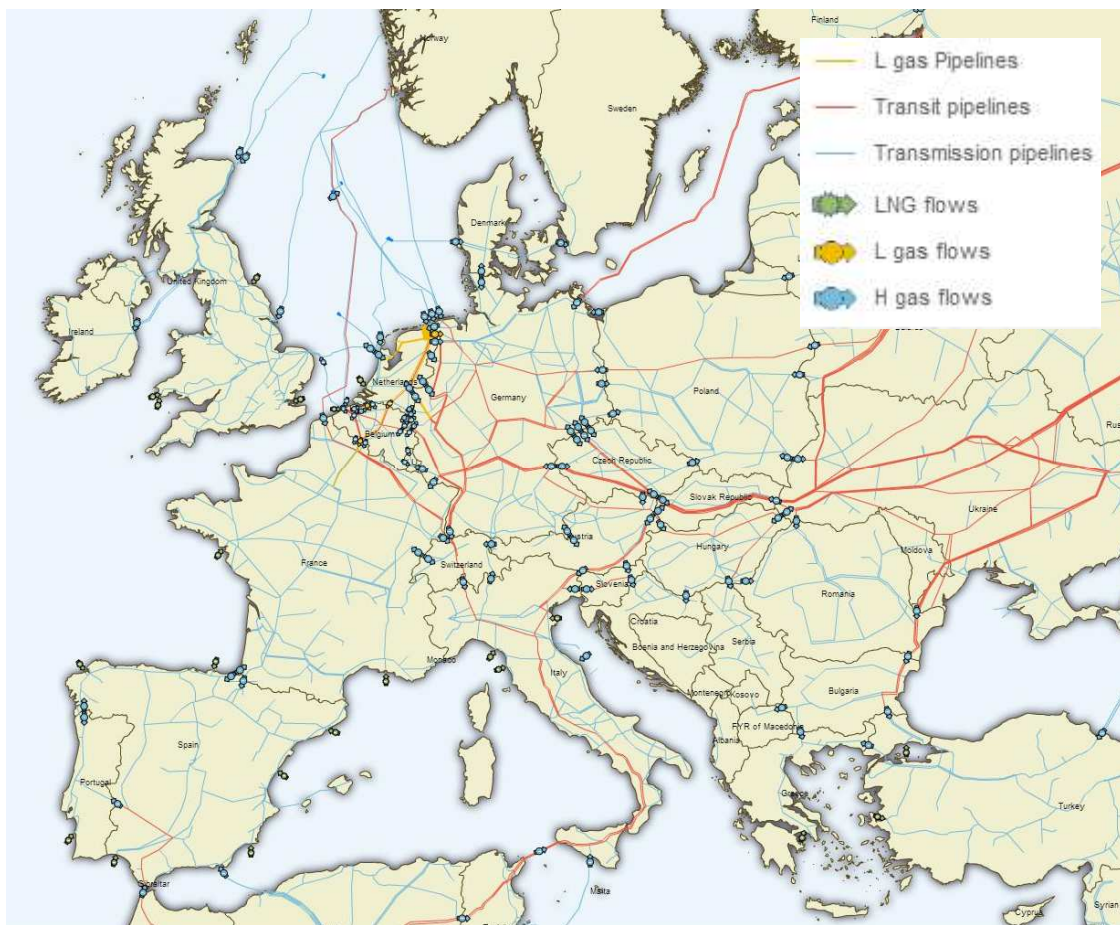 Finland
Norway
L gas Pipelines
Transit pipelines
Transmission pipelines
LNG flows
L gas flows
H gas flows
Sweden
Denmark
United Kingdom
Ireland
Netherlands
Germany
Poland
Belgium
Czech Republic
Slovak Republic
Ukraine
Austria
Moldova
Hungary
France
Switzerland
Slovenia
Romania
Croatia
Bosnia and Herzegovina
Serbia
Monaco
Italy
Bulgaria
Montenegro
Kosovo
FYR of Macedonia
Albania
Spain
Portugal
Greece
Turkey
Gibraltar
Malta
Cyprus
Syrian